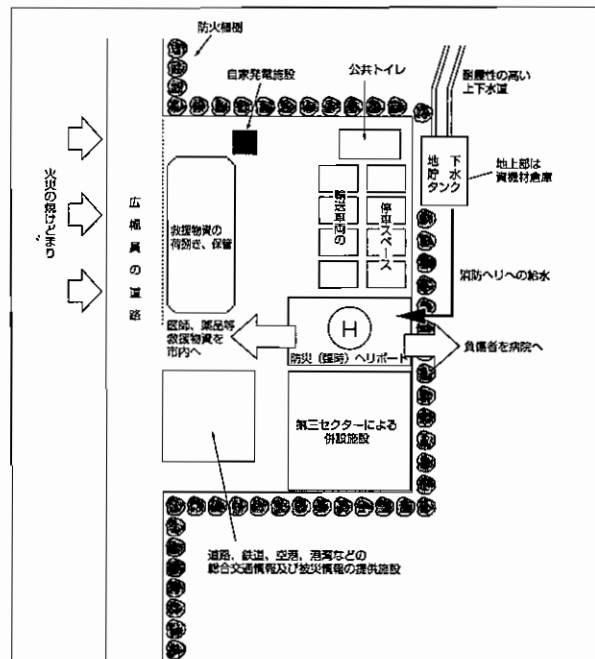 防火植樹
自家発電施設
公共トイレ
耐震性の高い
上下水道
地下
貯水
タンク
地上部は
資機材倉庫
火災の焼けどまり
広幅員の道路
救援物資の
荷捌き、保管
輸送車両の
停車スペース
消防ヘリへの給水
医師、薬品等
救援物資を
市内へ
H
防災（臨時）ヘリポート
負傷者を病院へ
第三セクターによる
併設施設
道路、鉄道、空港、港湾などの
総合交通情報及び被災情報の提供施設